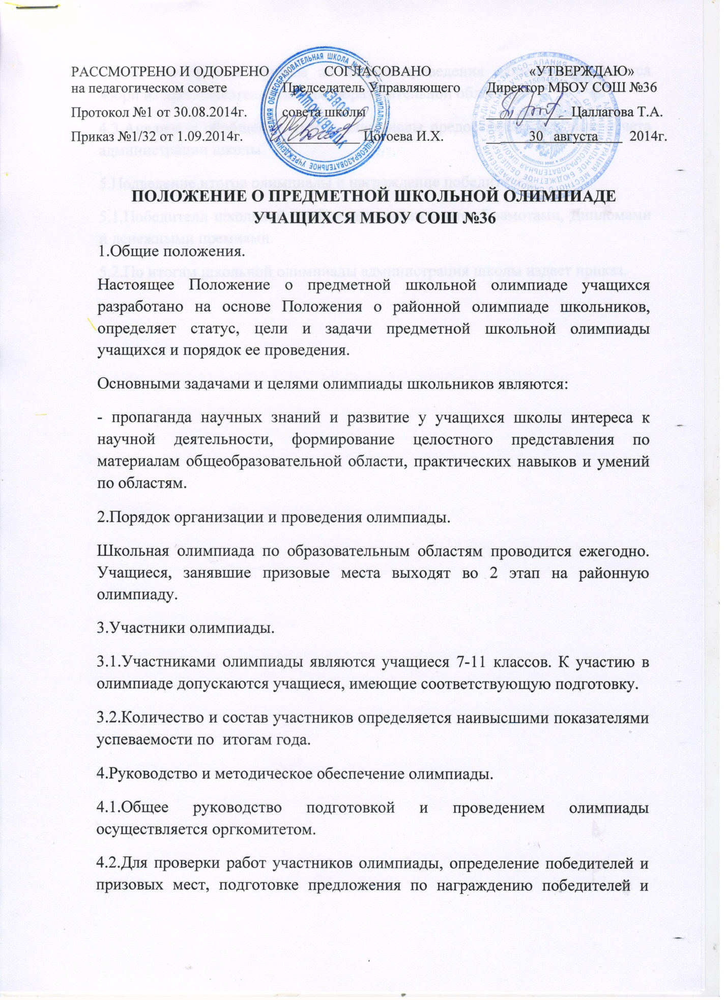 РАССМОТРЕНО И ОДОБРЕНО
на педагогическом совете
Протокол №1 от 30.08.2014г.
Приказ №1/32 от 1.09.2014г.
СОГЛАСОВАНО
Председатель Управляющего
совета школы
Цогоева И.Х.
«УТВЕРЖДАЮ»
Директор МБОУ СОШ №36
Цаллагова Т.А.
30 августа 2014г.
ПОЛОЖЕНИЕ О ПРЕДМЕТНОЙ ШКОЛЬНОЙ ОЛИМПИАДЕ
УЧАЩИХСЯ МБОУ СОШ №36
1.Общие положения.
Настоящее Положение о предметной школьной олимпиаде учащихся
разработано на основе Положения о районной олимпиаде школьников,
определяет статус, цели и задачи предметной школьной олимпиады
учащихся и порядок ее проведения.
Основными задачами и целями олимпиады школьников являются:
- пропаганда научных знаний и развитие у учащихся школы интереса к
научной деятельности, формирование целостного представления по
материалам общеобразовательной области, практических навыков и умений
по областям.
2.Порядок организации и проведения олимпиады.
Школьная олимпиада по образовательным областям проводится ежегодно.
Учащиеся, занявшие призовые места выходят во 2 этап на районную
олимпиаду.
3.Участники олимпиады.
3.1.Участниками олимпиады являются учащиеся 7-11 классов. К участию в
олимпиаде допускаются учащиеся, имеющие соответствующую подготовку.
3.2.Количество и состав участников определяется наивысшими показателями
успеваемости по итогам года.
4.Руководство и методическое обеспечение олимпиады.
4.1.Общее руководство подготовкой и проведением олимпиады
осуществляется оргкомитетом.
4.2.Для проверки работ участников олимпиады, определение победителей и
призовых мест, подготовке предложения по награждению победителей и